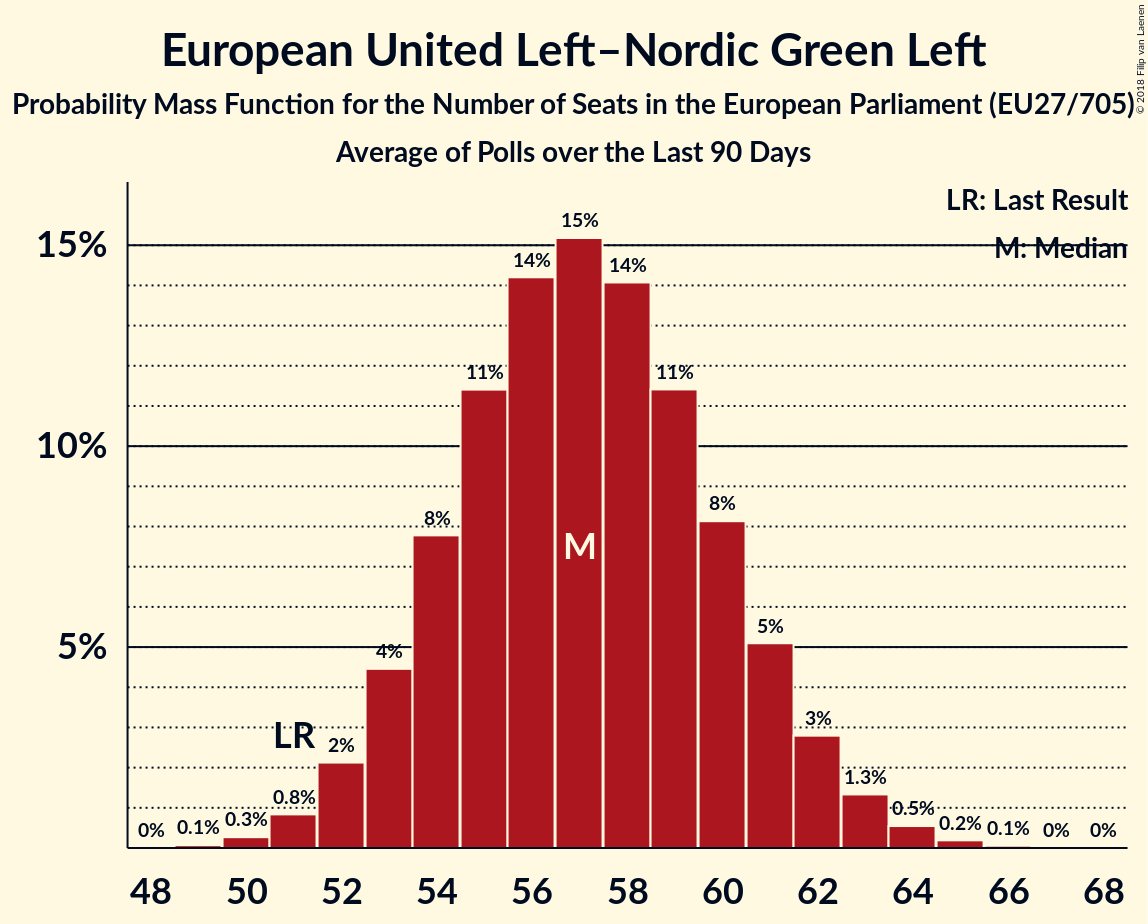 European United Left–Nordic Green Left
Probability Mass Function for the Number of Seats in the European Parliament (EU27/705)
Average of Polls over the Last 90 Days
© 2018 Filip van Laenen
LR: Last Result
M: Median
15%
10%
5%
0%
0.1%
0.3%
0.8%
LR
2%
4%
8%
11%
14%
15%
M
14%
11%
8%
5%
3%
1.3%
0.5%
0.2%
0.1%
0%
0%
48 50 52 54 56 58 60 62 64 66 68